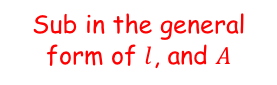 Sub in the general
form of 𝑙, and 𝐴